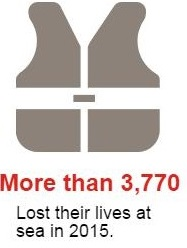 More than 3,770
Lost their lives at
sea in 2015.